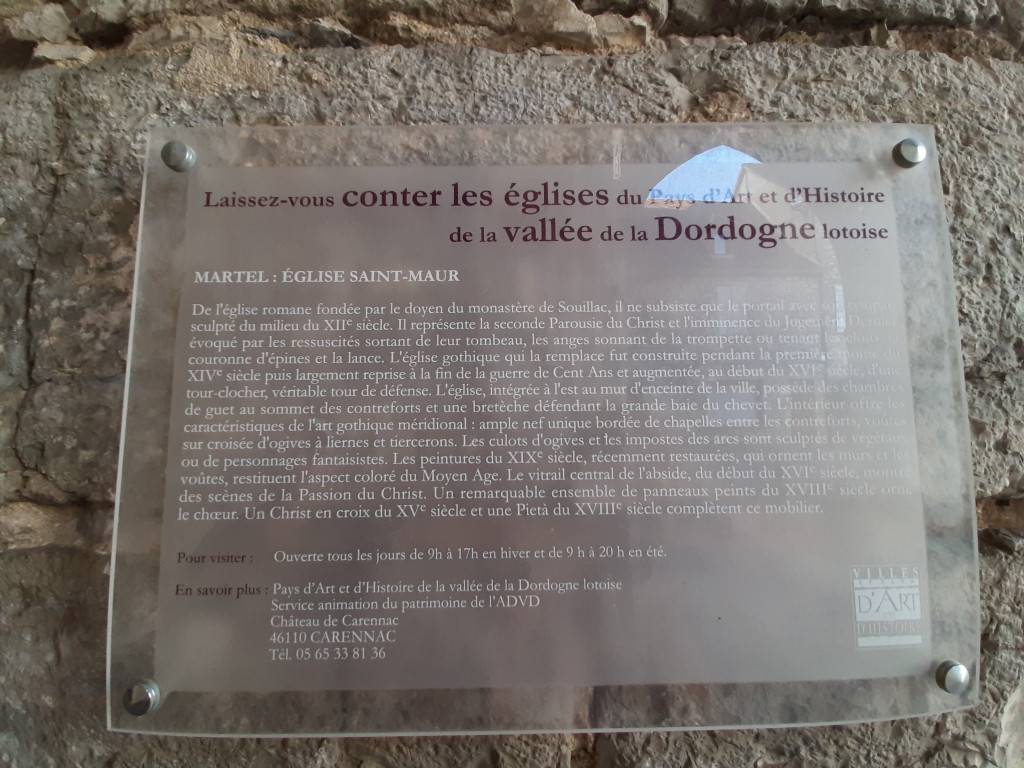 Laissez-vous conter les églises du Pays d'Art et d'Histoire
de la vallée de la Dordogne lotoise
MARTEL : ÉGLISE SAINT-MAUR
De l'église romane fondée par le doyen du monastère de Souillac, il ne subsiste que le portail avec son
sculpté du milieu du XIIe siècle. Il représente la seconde Parousie du Christ et l'imminence du Jugement
évoqué par les ressuscités sortant de leur tombeau, les anges sonnant de la trompette ou tenant les clous, la
couronne d'épines et la lance. L'église gothique qui la remplace fut construite pendant la première moitié du
XIVe siècle puis largement reprise à la fin de la guerre de Cent Ans et augmentée, au début du XVIe siècle, d'une
tour-clocher, véritable tour de défense. L'église, intégrée à l'est au mur d'enceinte de la ville, possède des chambres
de guet au sommet des contreforts et une bretèche défendant la grande baie du chevet. L'intérieur offre les
caractéristiques de l'art gothique méridional : ample nef unique bordée de chapelles entre les contreforts, voûtes
sur croisée d'ogives à liernes et tiercerons. Les culots d'ogives et les impostes des arcs sont sculptés de végétaux
ou de personnages fantaisistes. Les peintures du XIXe siècle, récemment restaurées, qui ornent les murs et les
voûtes, restituent l'aspect coloré du Moyen Age. Le vitrail central de l'abside, du début du XVIe siècle, montre
des scènes de la Passion du Christ. Un remarquable ensemble de panneaux peints du XVIIIe siècle orne
le chœur. Un Christ en croix du XVe siècle et une Pietà du XVIIIe siècle complètent ce mobilier.
Pour visiter : Ouverte tous les jours de 9h à 17h en hiver et de 9 h à 20 h en été.
En savoir plus : Pays d'Art et d'Histoire de la vallée de la Dordogne lotoise
Service animation du patrimoine de l'ADVD
Château de Carennac
46110 CARENNAC
Tél. 05 65 33 81 36
VILLES
& PAYS
D'ART
& D'HISTOIRE